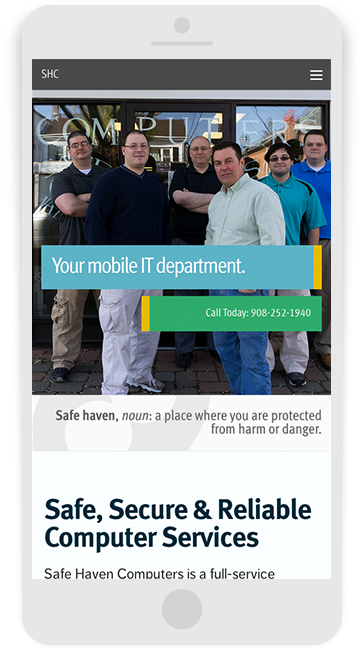 SHC
COMPUTERS
Your mobile IT department.
Call Today: 908-252-1940
Safe haven, noun: a place where you are protected
from harm or danger.
Safe, Secure & Reliable
Computer Services
Safe Haven Computers is a full-service